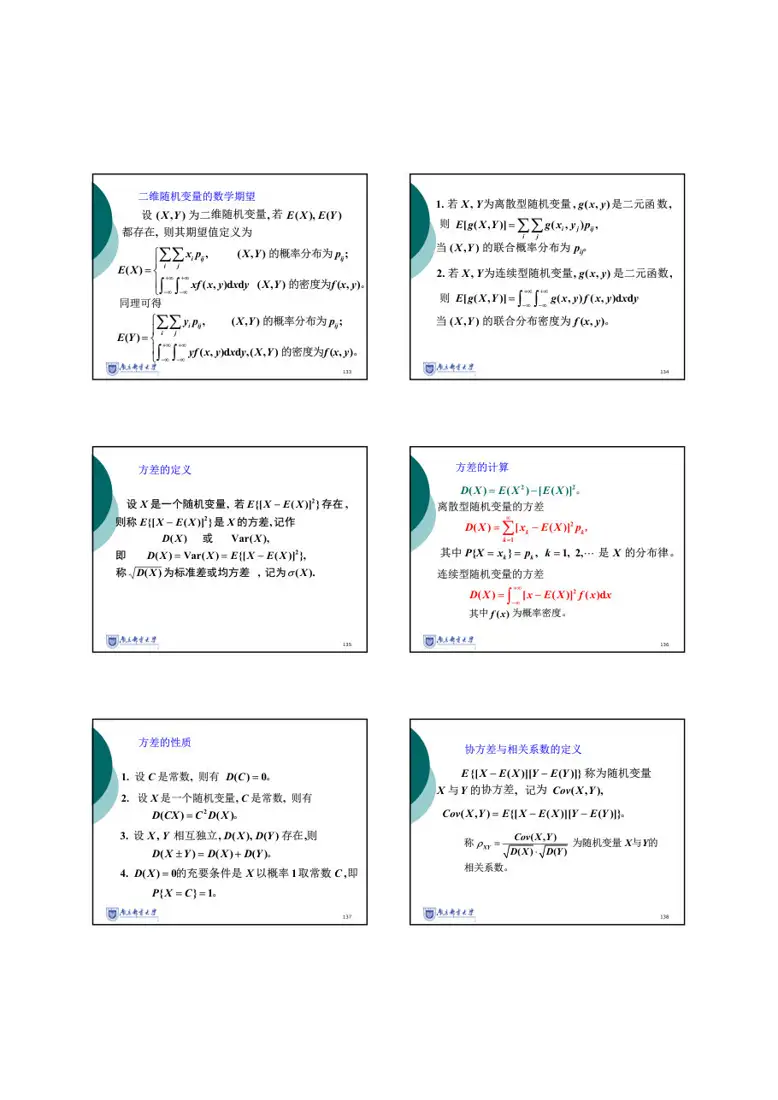 二维随机变量的数学期望
设 (X,Y) 为二维随机变量, 若 E(X), E(Y)
都存在, 则其期望值定义为
E(X) = { ∑_i ∑_j x_i p_ij, (X,Y) 的概率分布为 p_ij;
∫_{-∞}^{+∞} ∫_{-∞}^{+∞} xf(x,y)dxdy (X,Y) 的密度为f(x,y)。
同理可得
E(Y) = { ∑_i ∑_j y_i p_ij, (X,Y) 的概率分布为 p_ij;
∫_{-∞}^{+∞} ∫_{-∞}^{+∞} yf(x,y)dxdy,(X,Y) 的密度为f(x,y)。
133
1. 若 X, Y为离散型随机变量, g(x,y)是二元函数,
则 E[g(X,Y)] = ∑_i ∑_j g(x_i, y_j)p_ij,
当 (X,Y) 的联合概率分布为 p_ij。
2. 若 X, Y为连续型随机变量, g(x,y) 是二元函数,
则 E[g(X,Y)] = ∫_{-∞}^{+∞} ∫_{-∞}^{+∞} g(x,y)f(x,y)dxdy
当 (X,Y) 的联合分布密度为 f(x,y)。
134
方差的定义
设 X 是一个随机变量, 若 E{[X − E(X)]²}存在,
则称 E{[X − E(X)]²}是 X的方差,记作
D(X) 或 Var(X),
即 D(X) = Var(X) = E{[X − E(X)]²},
称 √D(X) 为标准差或均方差 , 记为σ(X).
135
方差的计算
D(X) = E(X²) − [E(X)]²。
离散型随机变量的方差
D(X) = ∑_{k=1}^{∞} [x_k − E(X)]² p_k,
其中 P{X = x_k} = p_k, k = 1, 2,⋯ 是 X 的分布律。
连续型随机变量的方差
D(X) = ∫_{-∞}^{+∞} [x − E(X)]² f(x)dx
其中 f(x) 为概率密度。
136
方差的性质
1. 设 C 是常数, 则有 D(C) = 0。
2. 设 X 是一个随机变量, C 是常数, 则有
D(CX) = C²D(X)。
3. 设 X, Y 相互独立, D(X), D(Y) 存在,则
D(X ± Y) = D(X) + D(Y)。
4. D(X) = 0的充要条件是 X 以概率 1取常数 C,即
P{X = C} = 1。
137
协方差与相关系数的定义
E{[X − E(X)][Y − E(Y)]} 称为随机变量
X 与 Y 的协方差, 记为 Cov(X,Y),
Cov(X,Y) = E{[X − E(X)][Y − E(Y)]}。
称 ρ_XY = Cov(X,Y) / (√D(X) · √D(Y)) 为随机变量 X与Y的
相关系数。
138